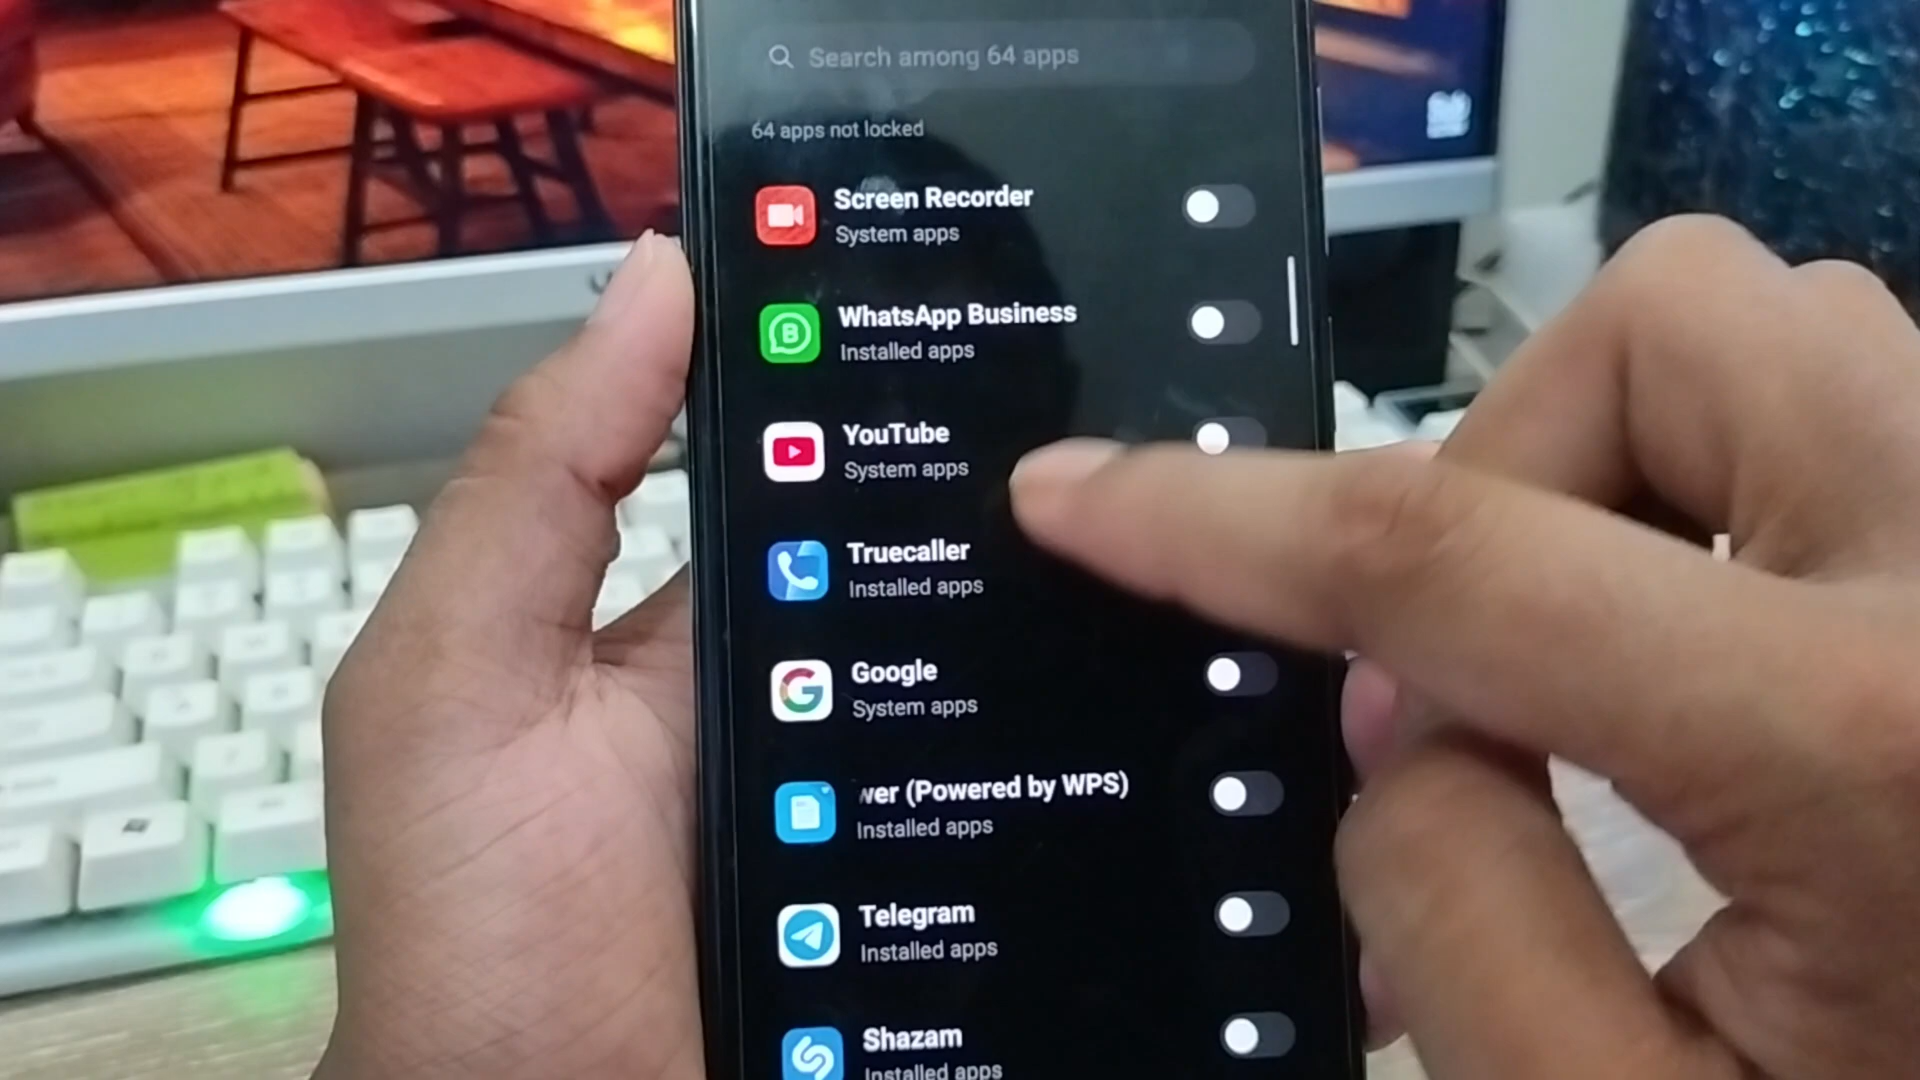 Search among 64 apps
64 apps not locked
Screen Recorder
System apps
WhatsApp Business
Installed apps
YouTube
System apps
Truecaller
Installed apps
Google
System apps
wer (Powered by WPS)
Installed apps
Telegram
Installed apps
Shazam
Installed apps